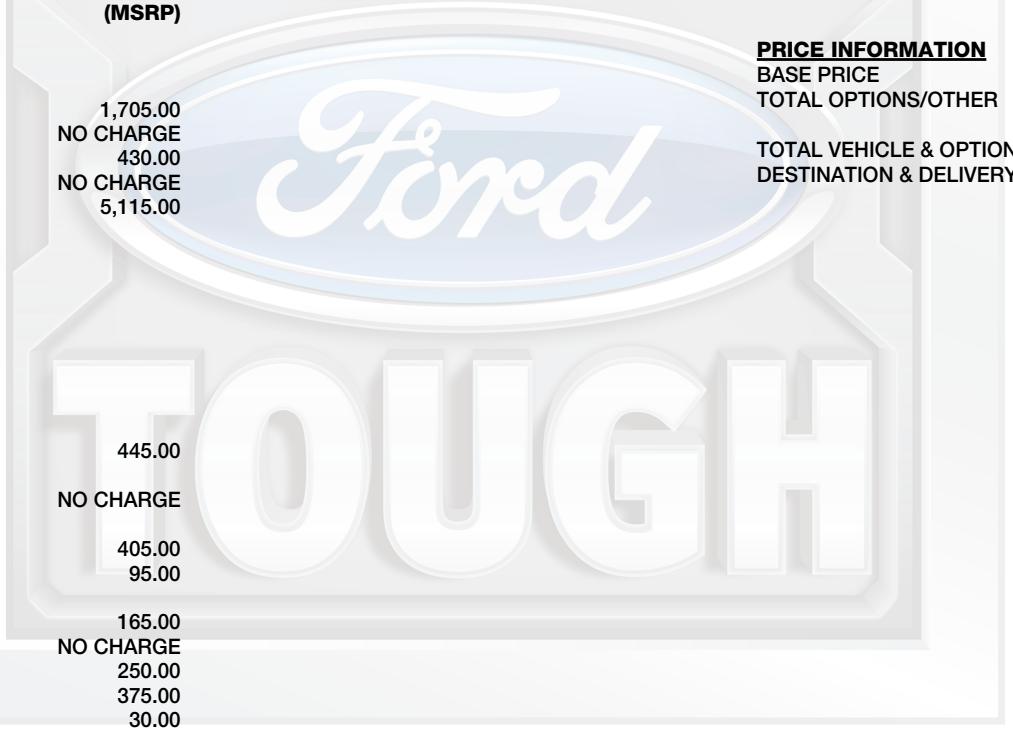 (MSRP)
1,705.00
NO CHARGE
430.00
NO CHARGE
5,115.00
445.00
NO CHARGE
405.00
95.00
165.00
NO CHARGE
250.00
375.00
30.00
PRICE INFORMATION
BASE PRICE
TOTAL OPTIONS/OTHER
TOTAL VEHICLE & OPTION
DESTINATION & DELIVERY
Ford
TOUGH